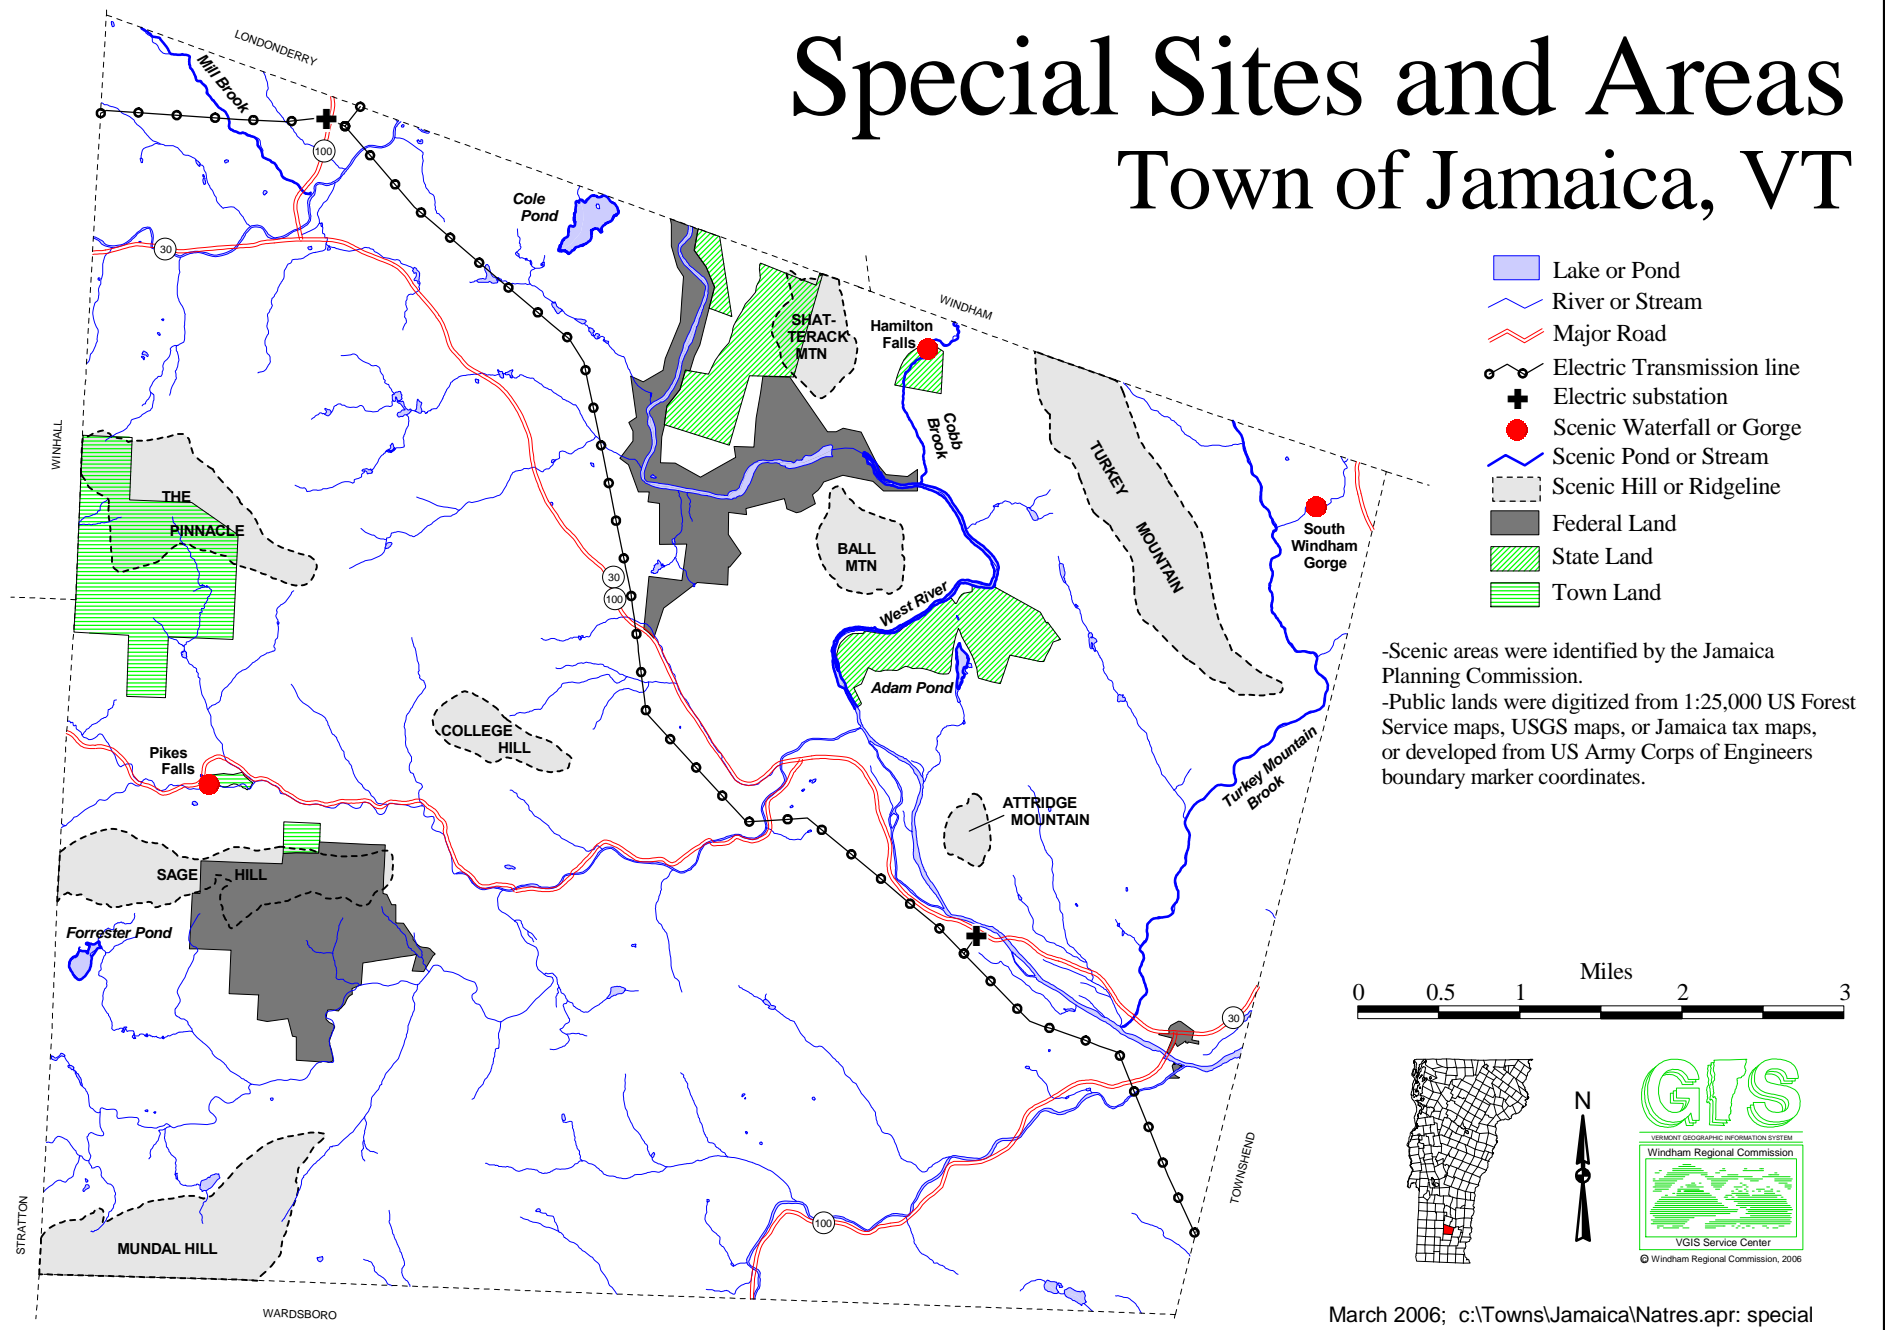 Special Sites and Areas
Town of Jamaica, VT
LONDONDERRY
Mill Brook
100
Cole
Pond
30
WINDHAM
SHAT-
TERACK
MTN
Hamilton
Falls
Cobb
Brook
WINHALL
THE
PINNACLE
TURKEY
MOUNTAIN
BALL
MTN
South
Windham
Gorge
30
100
West River
Adam Pond
COLLEGE
HILL
Pikes
Falls
Turkey Mountain
Brook
ATTRIDGE
MOUNTAIN
SAGE HILL
Forrester Pond
30
STRATTON
MUNDAL HILL
100
TOWNSHEND
WARDSBORO
Lake or Pond
River or Stream
Major Road
Electric Transmission line
Electric substation
Scenic Waterfall or Gorge
Scenic Pond or Stream
Scenic Hill or Ridgeline
Federal Land
State Land
Town Land
-Scenic areas were identified by the Jamaica
Planning Commission.
-Public lands were digitized from 1:25,000 US Forest
Service maps, USGS maps, or Jamaica tax maps,
or developed from US Army Corps of Engineers
boundary marker coordinates.
Miles
0 0.5 1 2 3
N
GIS
VERMONT GEOGRAPHIC INFORMATION SYSTEM
Windham Regional Commission
VGIS Service Center
© Windham Regional Commission, 2006
March 2006; c:\Towns\Jamaica\Natres.apr: special